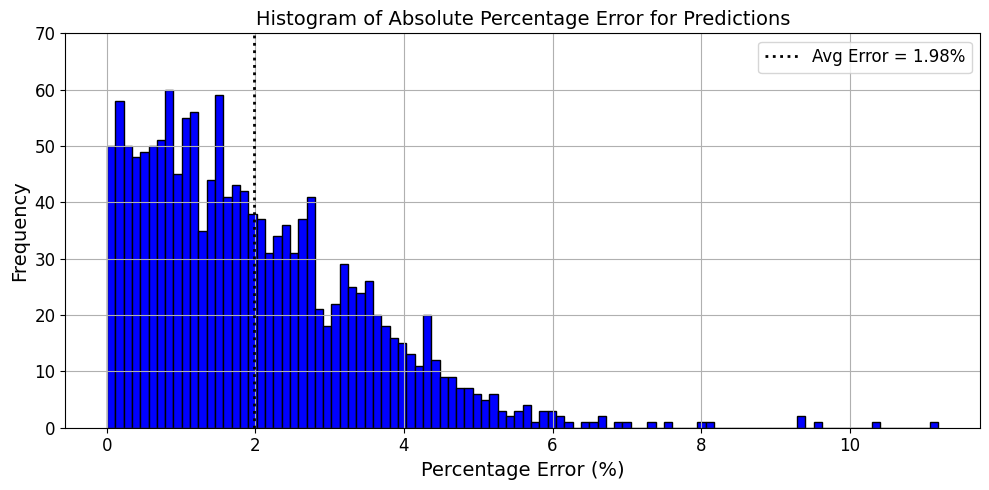 Histogram of Absolute Percentage Error for Predictions
Avg Error = 1.98%
70
60
50
40
30
20
10
0
Frequency
0 2 4 6 8 10
Percentage Error (%)